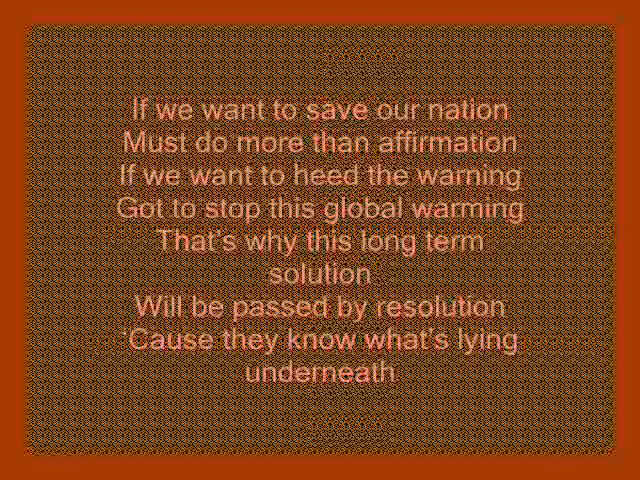 If we want to save our nation
Must do more than affirmation
If we want to heed the warning
Got to stop this global warming
That's why this long term
solution
Will be passed by resolution
‘Cause they know what's lying
underneath